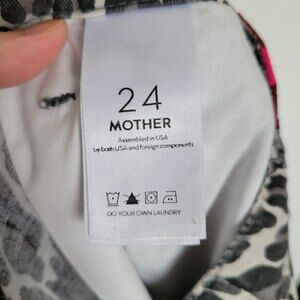 24
MOTHER
Assembled in USA
by both USA and foreign components
DO YOUR OWN LAUNDRY